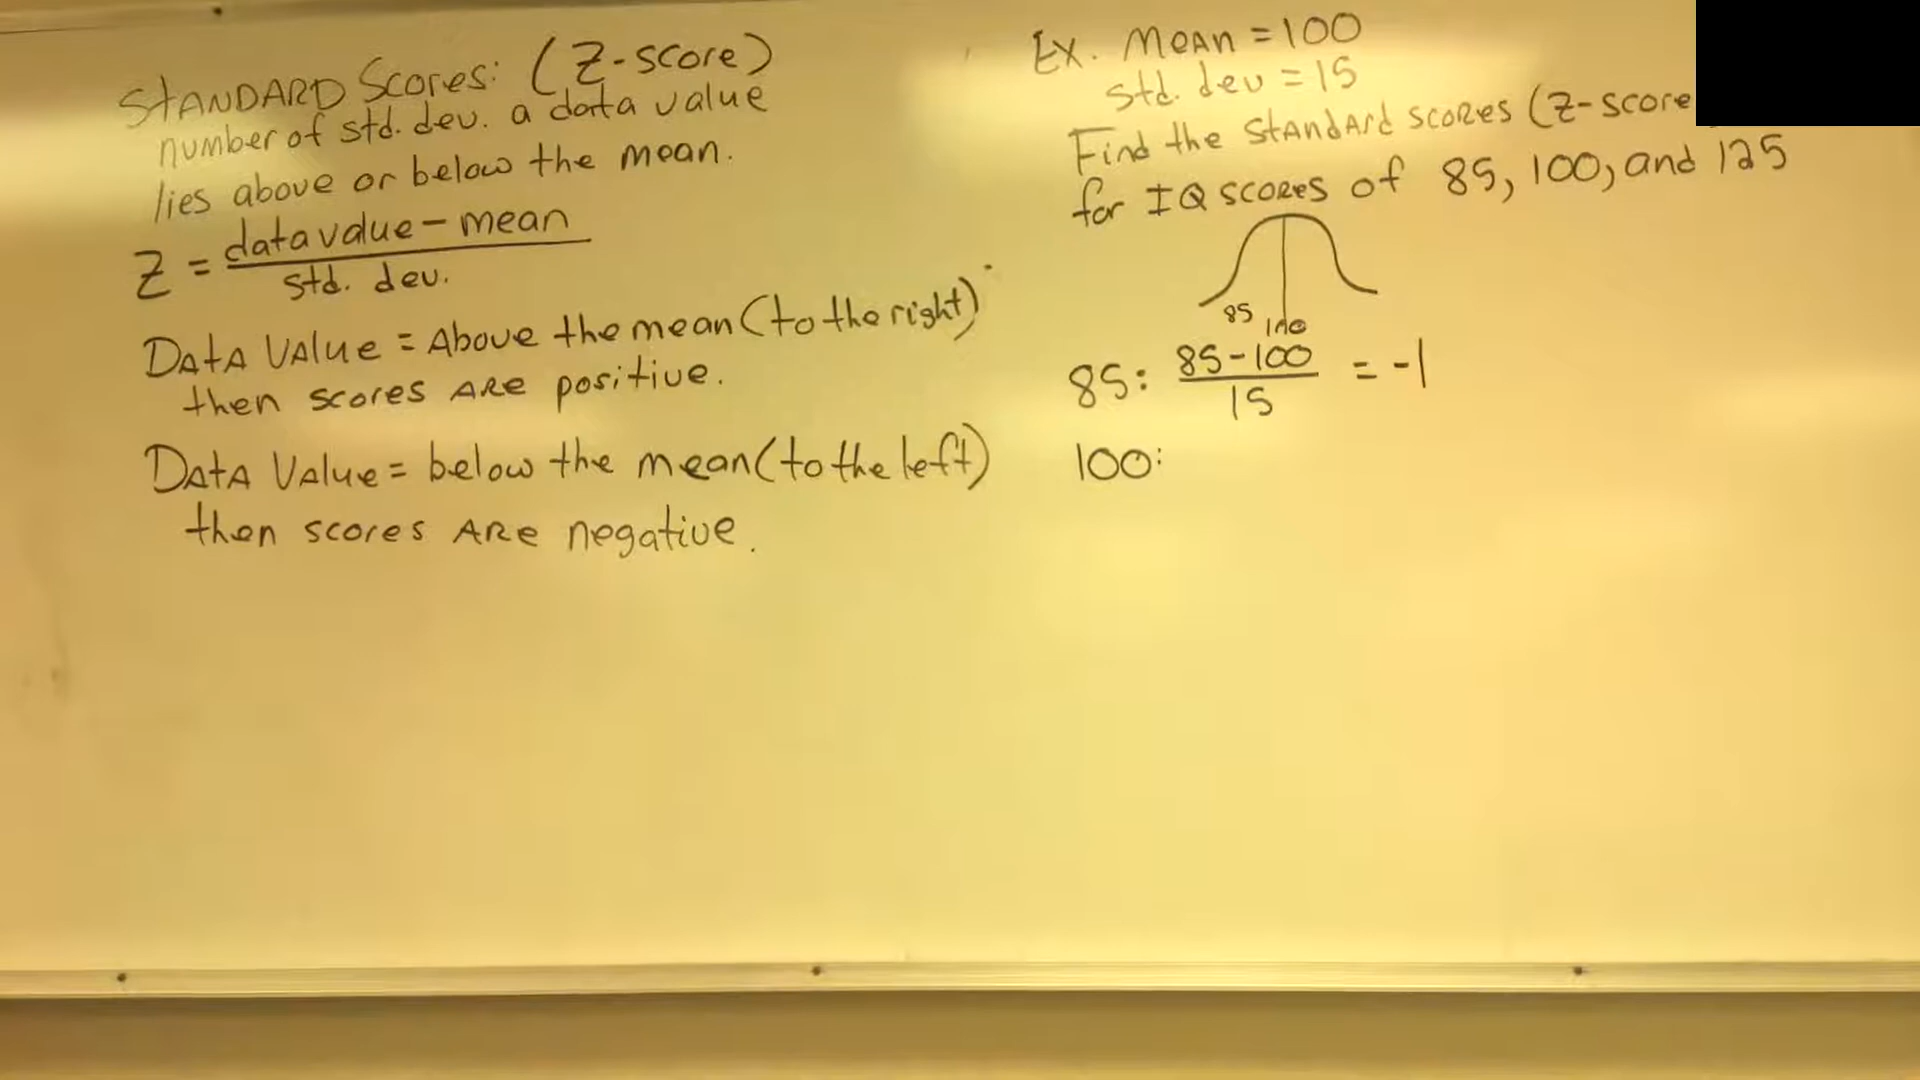 STANDARD Scores: (Z-score)
number of std. dev. a data value
lies above or below the mean.
Z = data value - mean
std. dev.
DATA VALUE = Above the mean (to the right)
then scores ARE positive.
DATA VALUE = below the mean (to the left)
then scores ARE negative.
Ex. Mean = 100
std. dev = 15
Find the standard scores (Z-score
for IQ scores of 85, 100, and 125
85
100
85: 85-100 = -1
15
100: